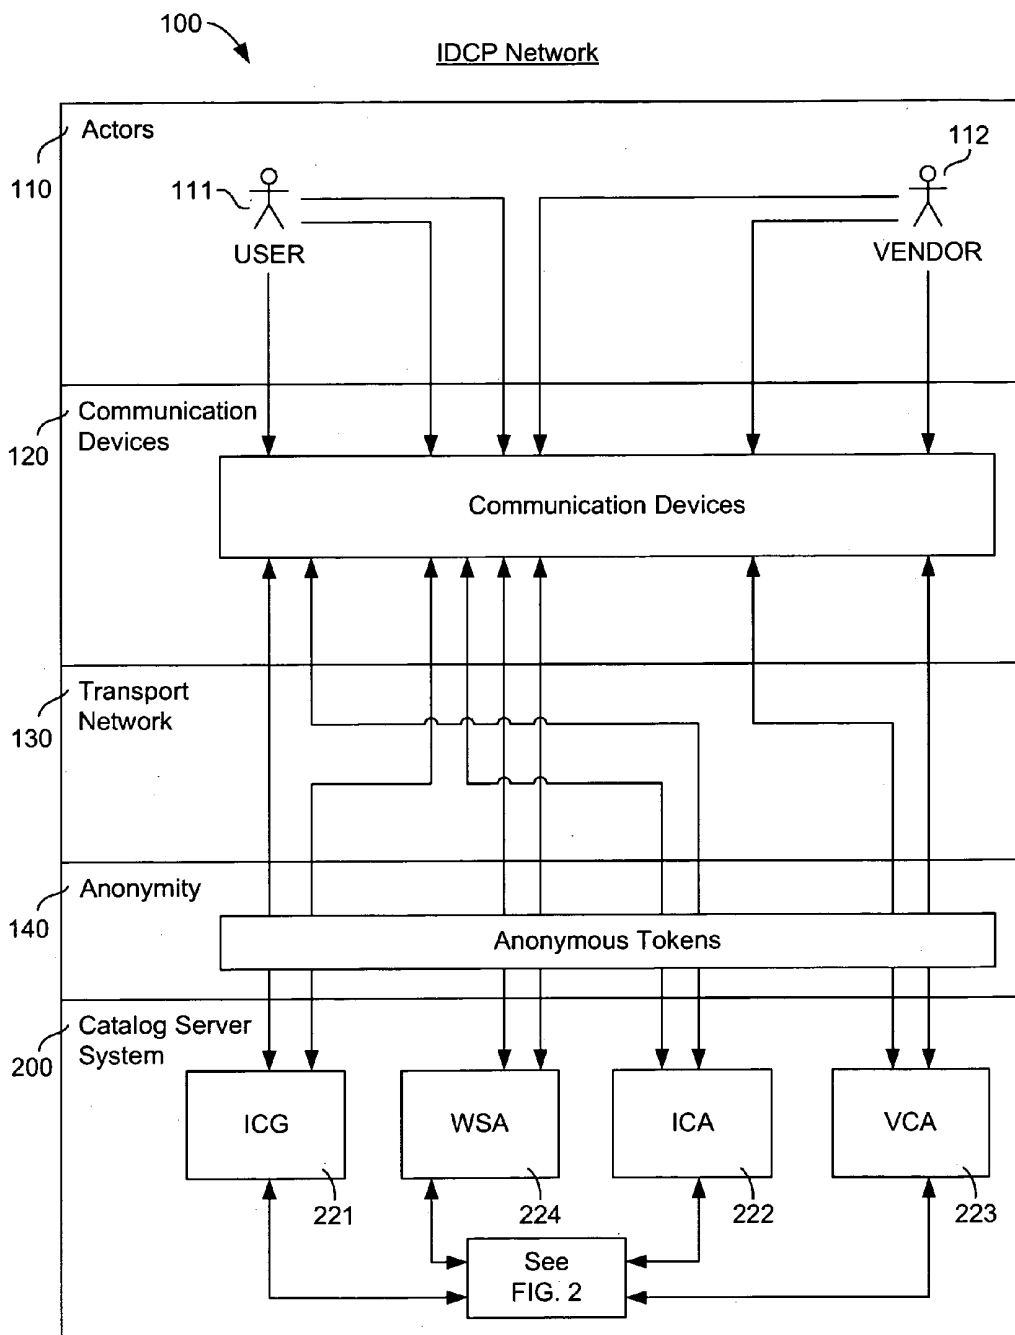 100
IDCP Network
Actors
110
111
USER
112
VENDOR
Communication
Devices
120
Communication Devices
Transport
Network
130
Anonymity
140
Anonymous Tokens
Catalog Server
System
200
ICG
WSA
ICA
VCA
221
224
222
223
See
FIG. 2